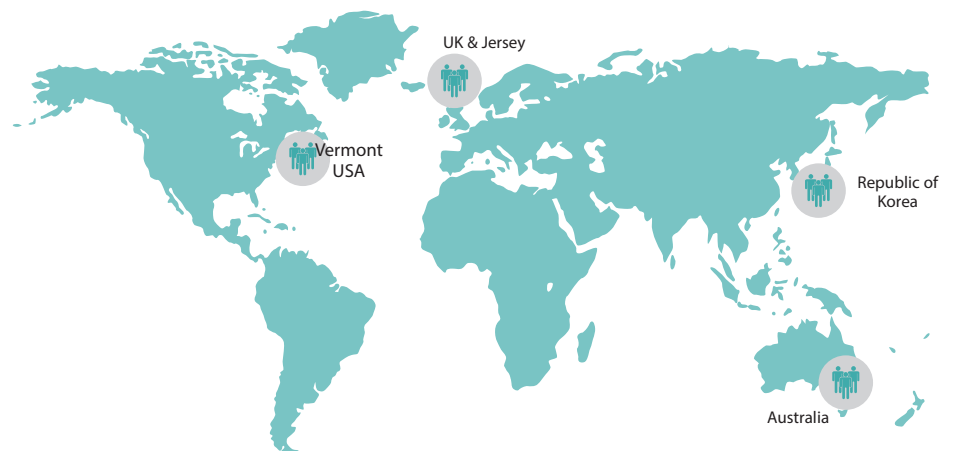 UK & Jersey
Vermont
USA
Republic of
Korea
Australia